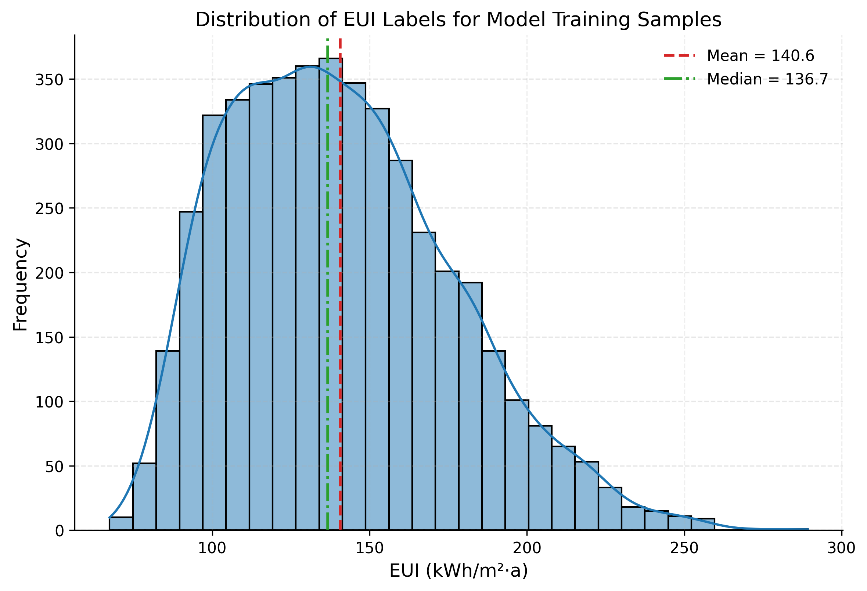 Distribution of EUI Labels for Model Training Samples
Mean = 140.6
Median = 136.7
Frequency
350
300
250
200
150
100
50
0
100
150
200
250
300
EUI (kWh/m²·a)